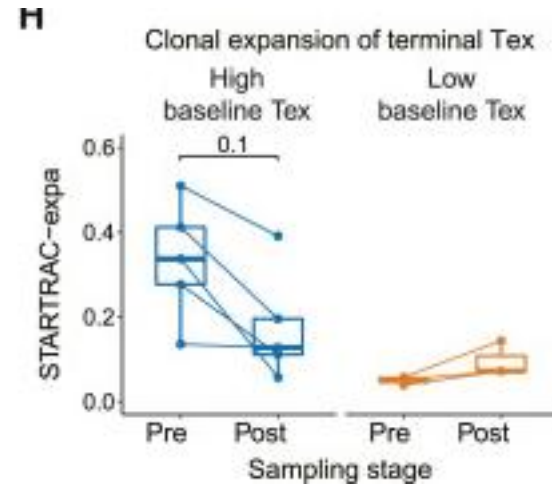 H
Clonal expansion of terminal Tex
High
baseline Tex
Low
baseline Tex
STARTRAC-expa
0.6
0.4
0.2
0.0
0.1
Pre
Post
Pre
Post
Sampling stage